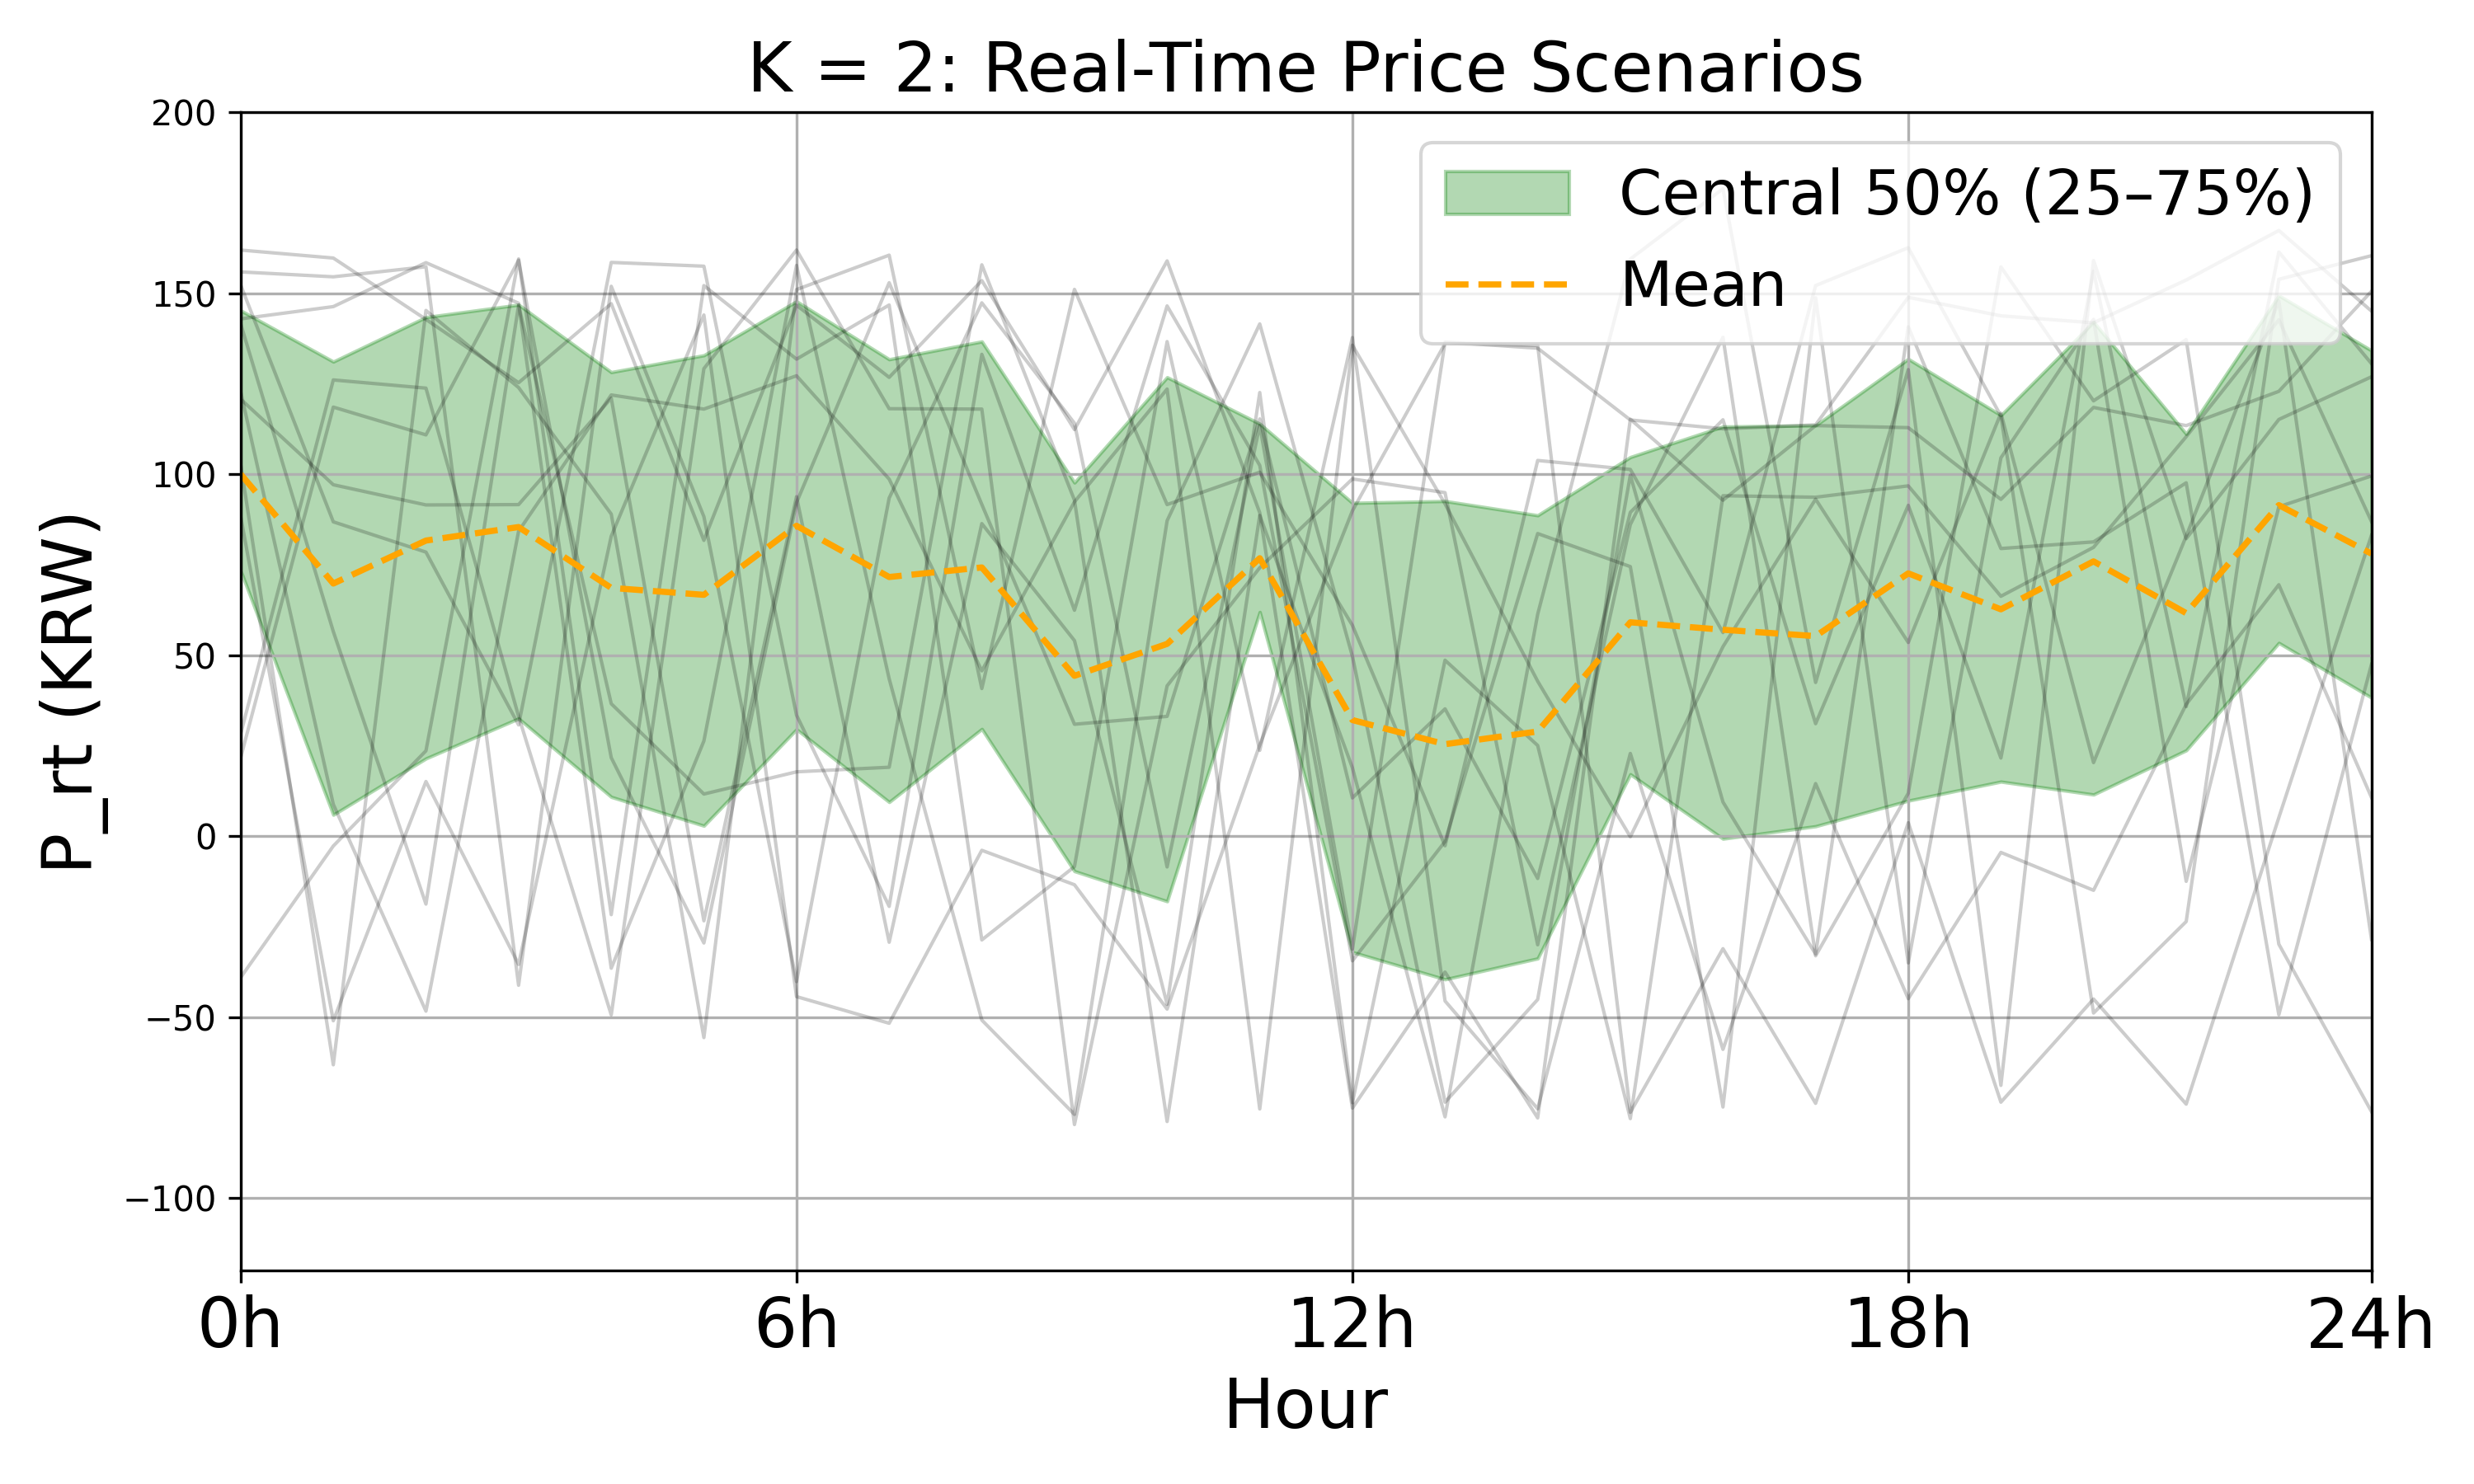 K = 2: Real-Time Price Scenarios
200
150
100
50
0
−50
−100
P_rt (KRW)
Central 50% (25–75%)
Mean
0h 6h 12h 18h 24h
Hour